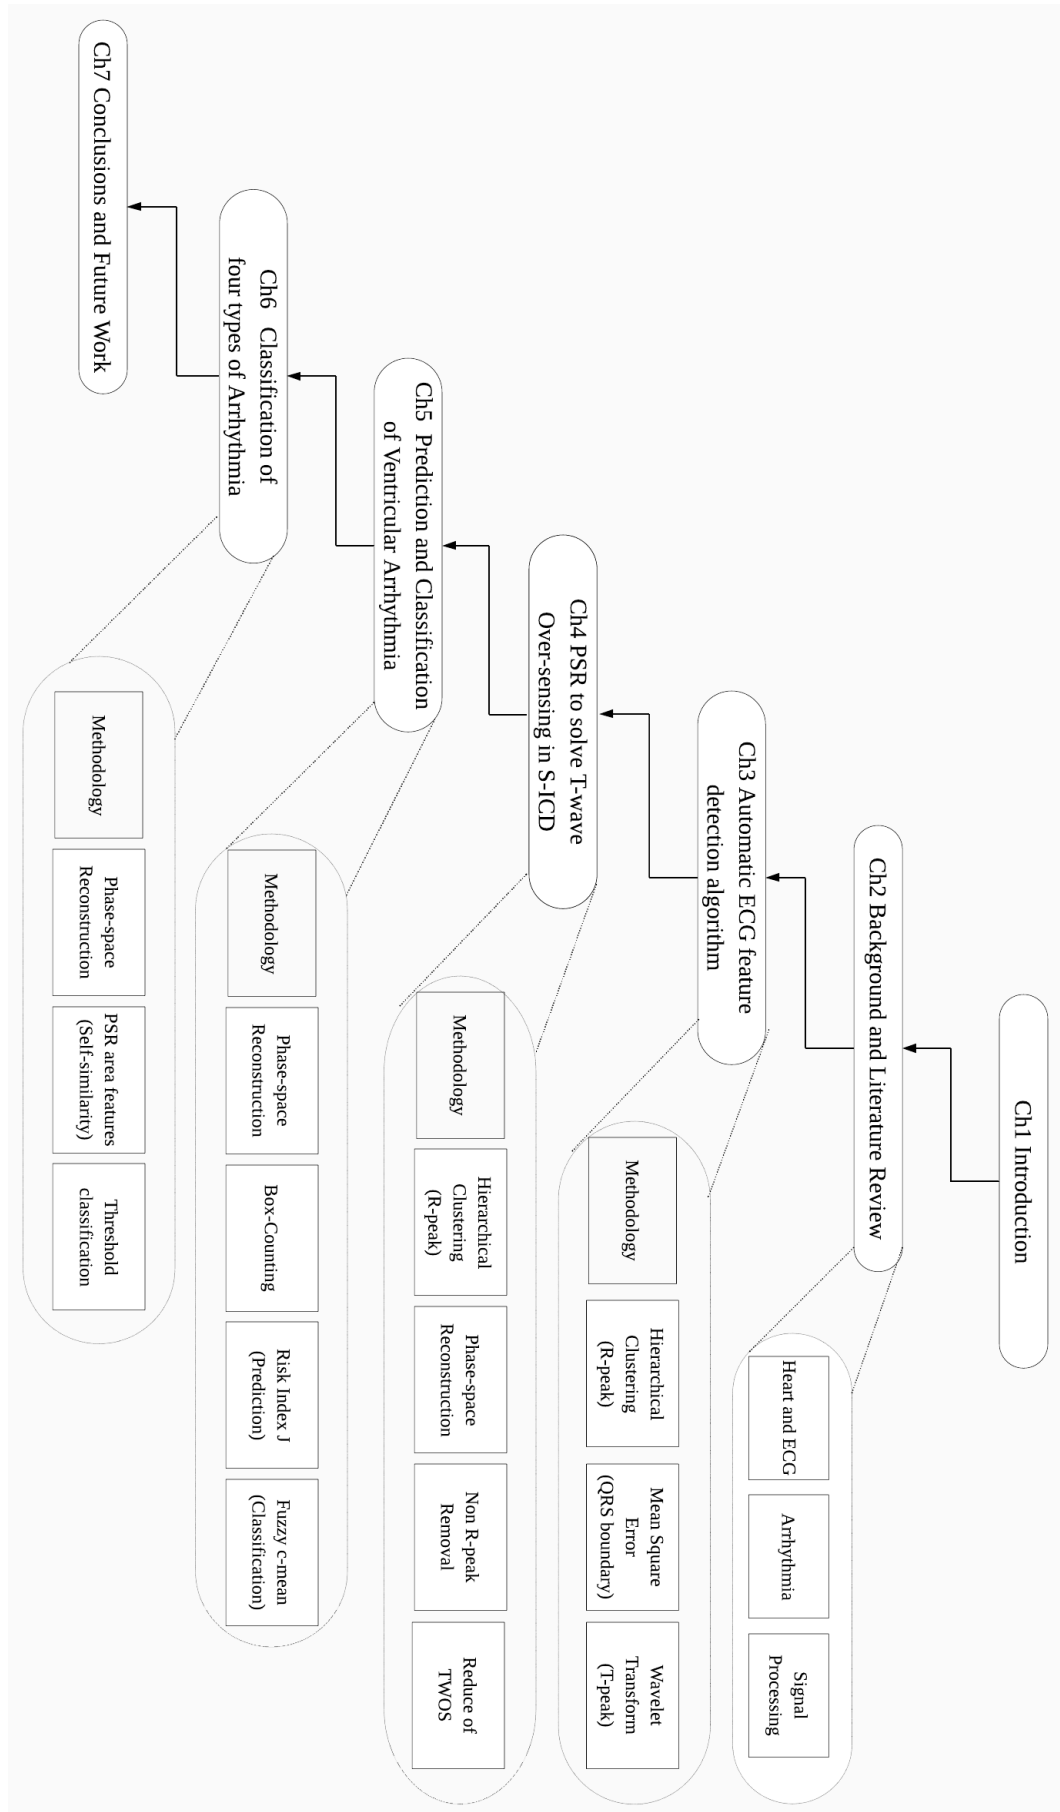 Ch1 Introduction
Ch2 Background and Literature Review
Heart and ECG
Arrhythmia
Signal
Processing
Ch3 Automatic ECG feature
detection algorithm
Methodology
Hierarchical
Clustering
(R-peak)
Mean Square
Error
(QRS boundary)
Wavelet
Transform
(T-peak)
Ch4 PSR to solve T-wave
Over-sensing in S-ICD
Methodology
Hierarchical
Clustering
(R-peak)
Phase-space
Reconstruction
Non R-peak
Removal
Reduce of
TWOS
Ch5 Prediction and Classification
of Ventricular Arrhythmia
Methodology
Phase-space
Reconstruction
Box-Counting
Risk Index J
(Prediction)
Fuzzy c-mean
(Classification)
Ch6 Classification of
four types of Arrhythmia
Methodology
Phase-space
Reconstruction
PSR area features
(Self-similarity)
Threshold
classification
Ch7 Conclusions and Future Work